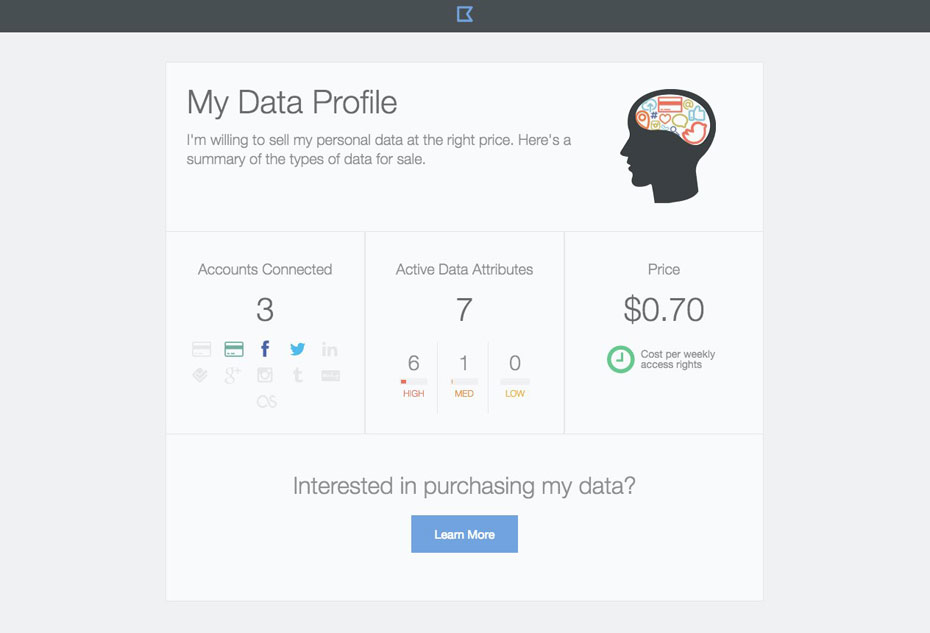 My Data Profile
I'm willing to sell my personal data at the right price. Here's a
summary of the types of data for sale.
Accounts Connected
3
Active Data Attributes
7
6
HIGH
1
MED
0
LOW
Price
$0.70
Cost per weekly
access rights
Interested in purchasing my data?
Learn More